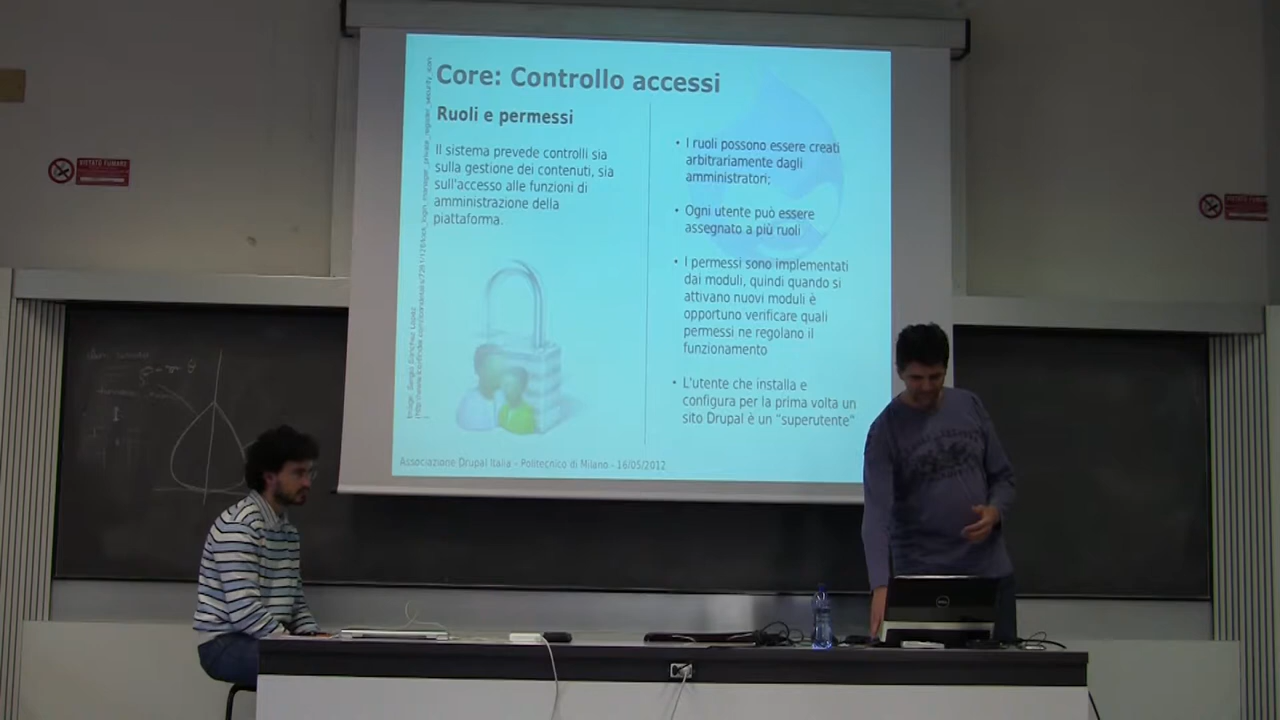 Core: Controllo accessi
Ruoli e permessi
Il sistema prevede controlli sia
sulla gestione dei contenuti, sia
sull'accesso alle funzioni di
amministrazione della
piattaforma.
• I ruoli possono essere creati
arbitrariamente dagli
amministratori;
• Ogni utente può essere
assegnato a più ruoli
• I permessi sono implementati
dai moduli, quindi quando si
attivano nuovi moduli è
opportuno verificare quali
permessi ne regolano il
funzionamento
• L'utente che installa e
configura per la prima volta un
sito Drupal è un “superutente”
Associazione Drupal Italia - Politecnico di Milano - 16/05/2012
VIETATO FUMARE
DELL